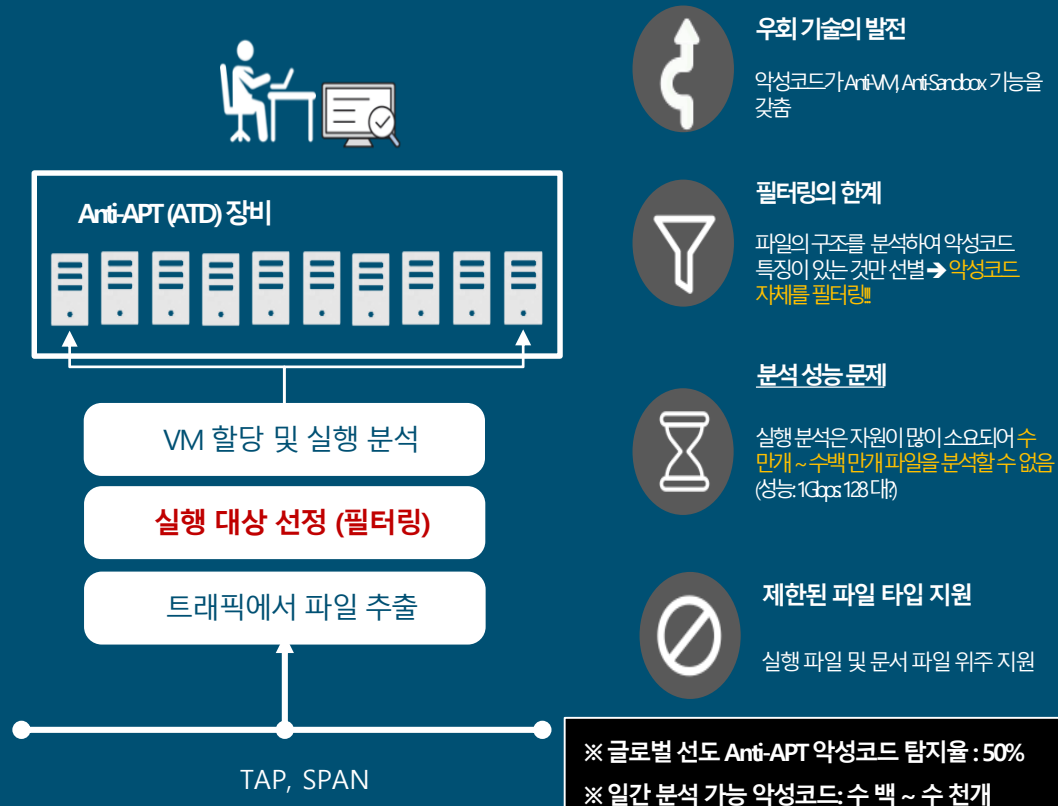 Anti-APT (ATD) 장비
VM 할당 및 실행 분석
실행 대상 선정 (필터링)
트래픽에서 파일 추출
TAP, SPAN
우회 기술의 발전
악성코드가 Anti-VM, Anti-Sandbox 기능을
갖춤
필터링의 한계
파일의 구조를 분석하여 악성코드
특징이 있는 것만 선별 ➔ 악성코드
자체를 필터링!!!
분석 성능 문제
실행 분석은 자원이 많이 소요되어 수
만개 ~ 수백 만개 파일을 분석할 수 없음
(성능: 1Gbps: 128 대?)
제한된 파일 타입 지원
실행 파일 및 문서 파일 위주 지원
※ 글로벌 선도 Anti-APT 악성코드 탐지율 : 50%
※ 일간 분석 가능 악성코드: 수 백 ~ 수 천개